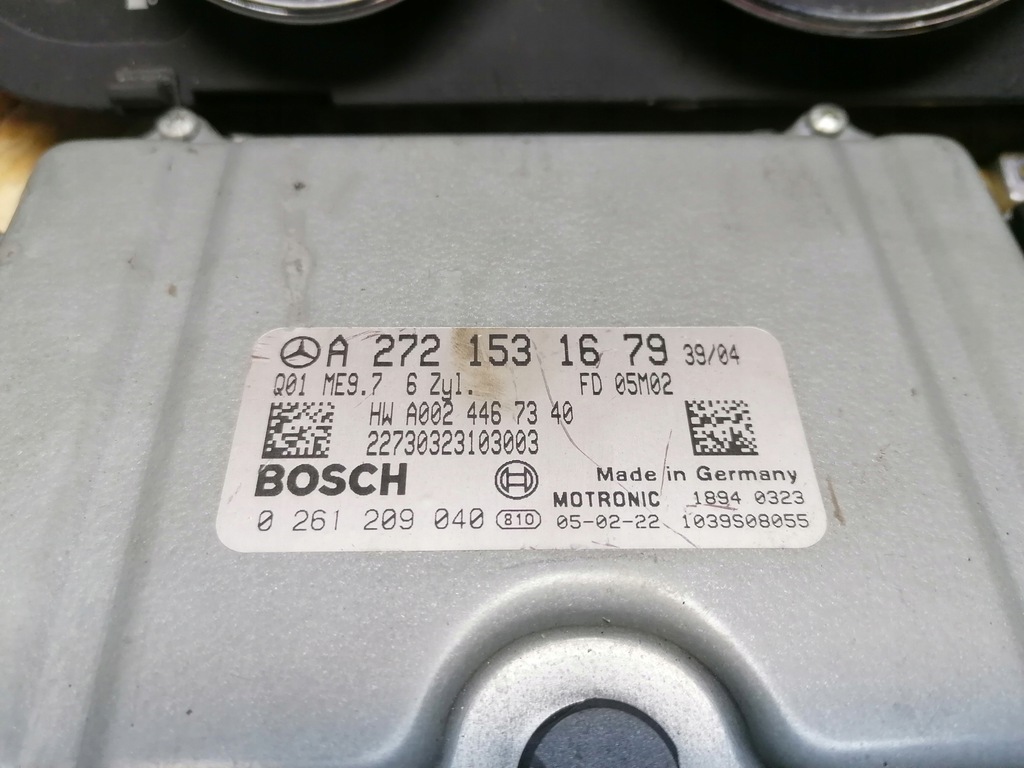 A 272 153 16 79 39/04
Q01 ME9.7 6 Zyl. FD 05M02
HW A002 446 73 40
22730323103003
BOSCH Made in Germany
MOTRONIC 1894 0323
0 261 209 040 810 05-02-22 1039S08055